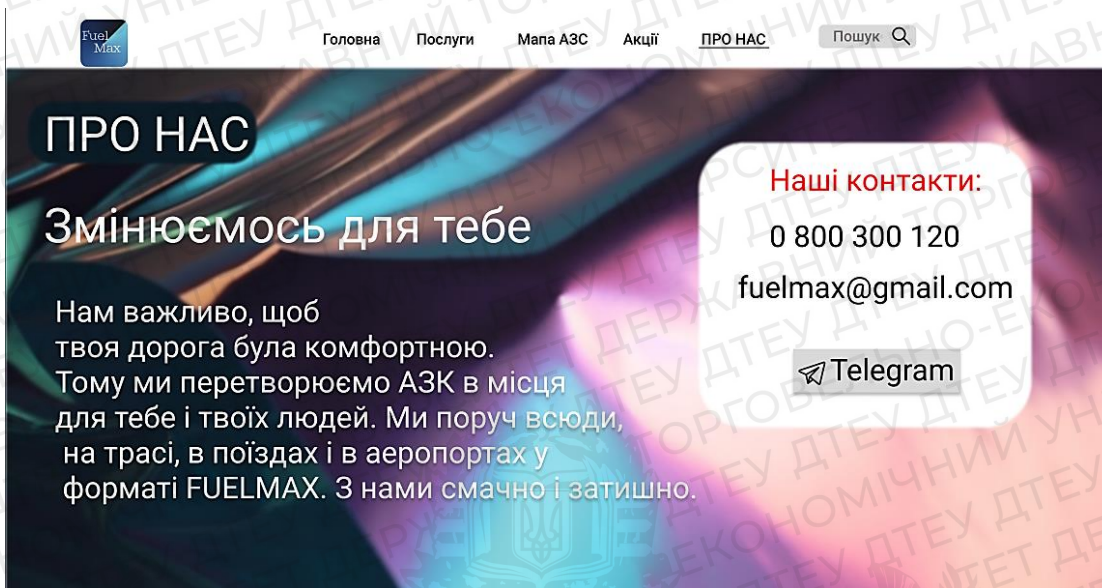 Fuel
Max
Головна Послуги Мапа АЗС Акції ПРО НАС Пошук
ПРО НАС
Змінюємось для тебе
Нам важливо, щоб
твоя дорога була комфортною.
Тому ми перетворюємо АЗК в місця
для тебе і твоїх людей. Ми поруч всюди,
на трасі, в поїздах і в аеропортах у
форматі FUELMAX. З нами смачно і затишно.
Наші контакти:
0 800 300 120
fuelmax@gmail.com
Telegram